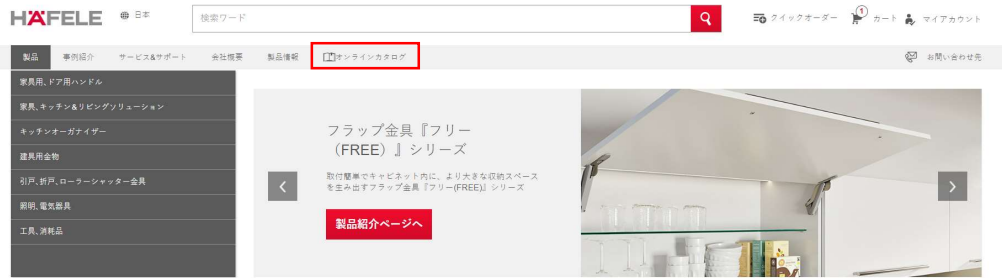 HÄFELE
日本
検索ワード
クイックオーダー
1
カート
マイアカウント
製品
事例紹介
サービス&サポート
会社概要
製品情報
オンラインカタログ
お問い合わせ先
家具用、ドア用ハンドル
家具、キッチン&リビングソリューション
キッチンオーガナイザー
建具用金物
引戸、折戸、ローラーシャッター金具
照明、電気器具
工具、消耗品
フラップ金具『フリー
（FREE）』シリーズ
取付簡単でキャビネット内に、より大きな収納スペース
を生み出すフラップ金具『フリー(FREE)』シリーズ
製品紹介ページへ